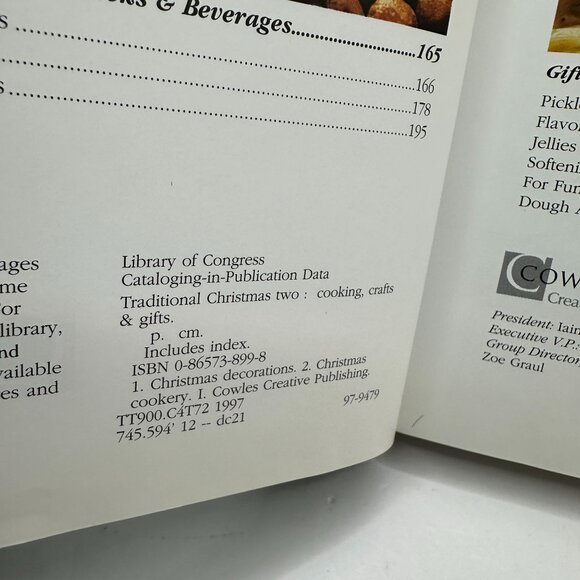 & Beverages..............................165
..............................166
..............................178
..............................195
ages
me
For
library,
nd
vailable
es and
Library of Congress
Cataloging-in-Publication Data
Traditional Christmas two : cooking, crafts
& gifts.
p. cm.
Includes index.
ISBN 0-86573-899-8
1. Christmas decorations. 2. Christmas
cookery. I. Cowles Creative Publishing.
TT900.C4T72 1997
97-9479
745.594' 12 -- dc21
Gift
Pickl
Flavo
Jellies
Softeni
For Fun
Dough A
COW
Crea
President: Iain
Executive V.P.:
Group Director,
Zoe Graul